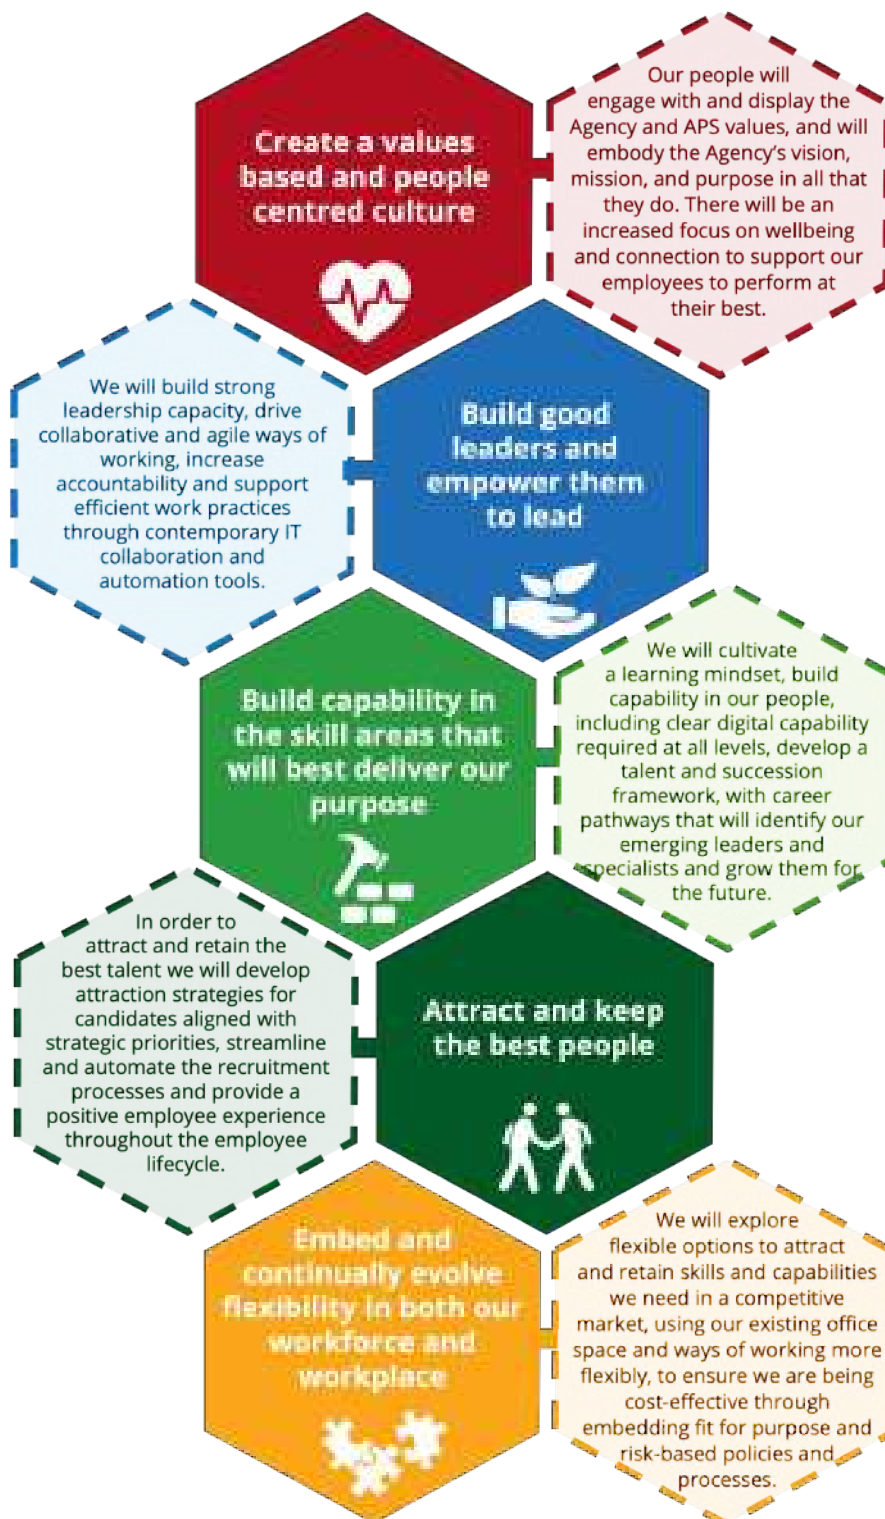 Create a values
based and people
centred culture
Our people will
engage with and display the
Agency and APS values, and will
embody the Agency's vision,
mission, and purpose in all that
they do. There will be an
increased focus on wellbeing
and connection to support our
employees to perform at
their best.
Build good
leaders and
empower them
to lead
We will build strong
leadership capacity, drive
collaborative and agile ways of
working, increase
accountability and support
efficient work practices
through contemporary IT
collaboration and
automation tools.
Build capability in
the skill areas that
will best deliver our
purpose
We will cultivate
a learning mindset, build
capability in our people,
including clear digital capability
required at all levels, develop a
talent and succession
framework, with career
pathways that will identify our
emerging leaders and
specialists and grow them for
the future.
Attract and keep
the best people
In order to
attract and retain the
best talent we will develop
attraction strategies for
candidates aligned with
strategic priorities, streamline
and automate the recruitment
processes and provide a
positive employee experience
throughout the employee
lifecycle.
Embed and
continually evolve
flexibility in both our
workforce and
workplace
We will explore
flexible options to attract
and retain skills and capabilities
we need in a competitive
market, using our existing office
space and ways of working more
flexibly, to ensure we are being
cost-effective through
embedding fit for purpose and
risk-based policies and
processes.